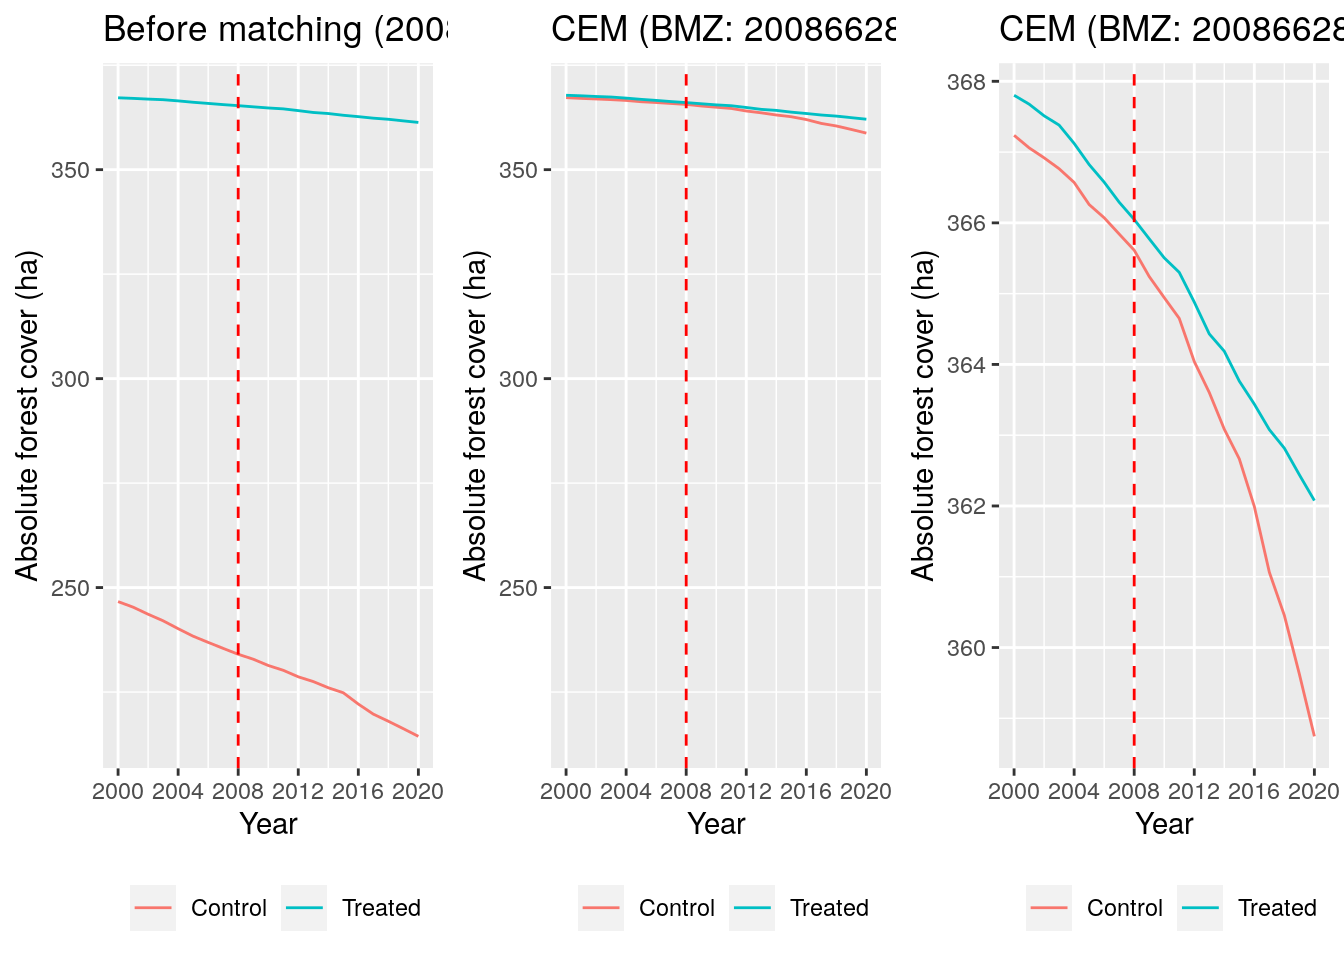 Before matching (2008
CEM (BMZ: 20086628
CEM (BMZ: 20086628
Absolute forest cover (ha)
350
300
250
2000 2004 2008 2012 2016 2020
Year
Control Treated
Absolute forest cover (ha)
350
300
250
2000 2004 2008 2012 2016 2020
Year
Control Treated
Absolute forest cover (ha)
368
366
364
362
360
2000 2004 2008 2012 2016 2020
Year
Control Treated